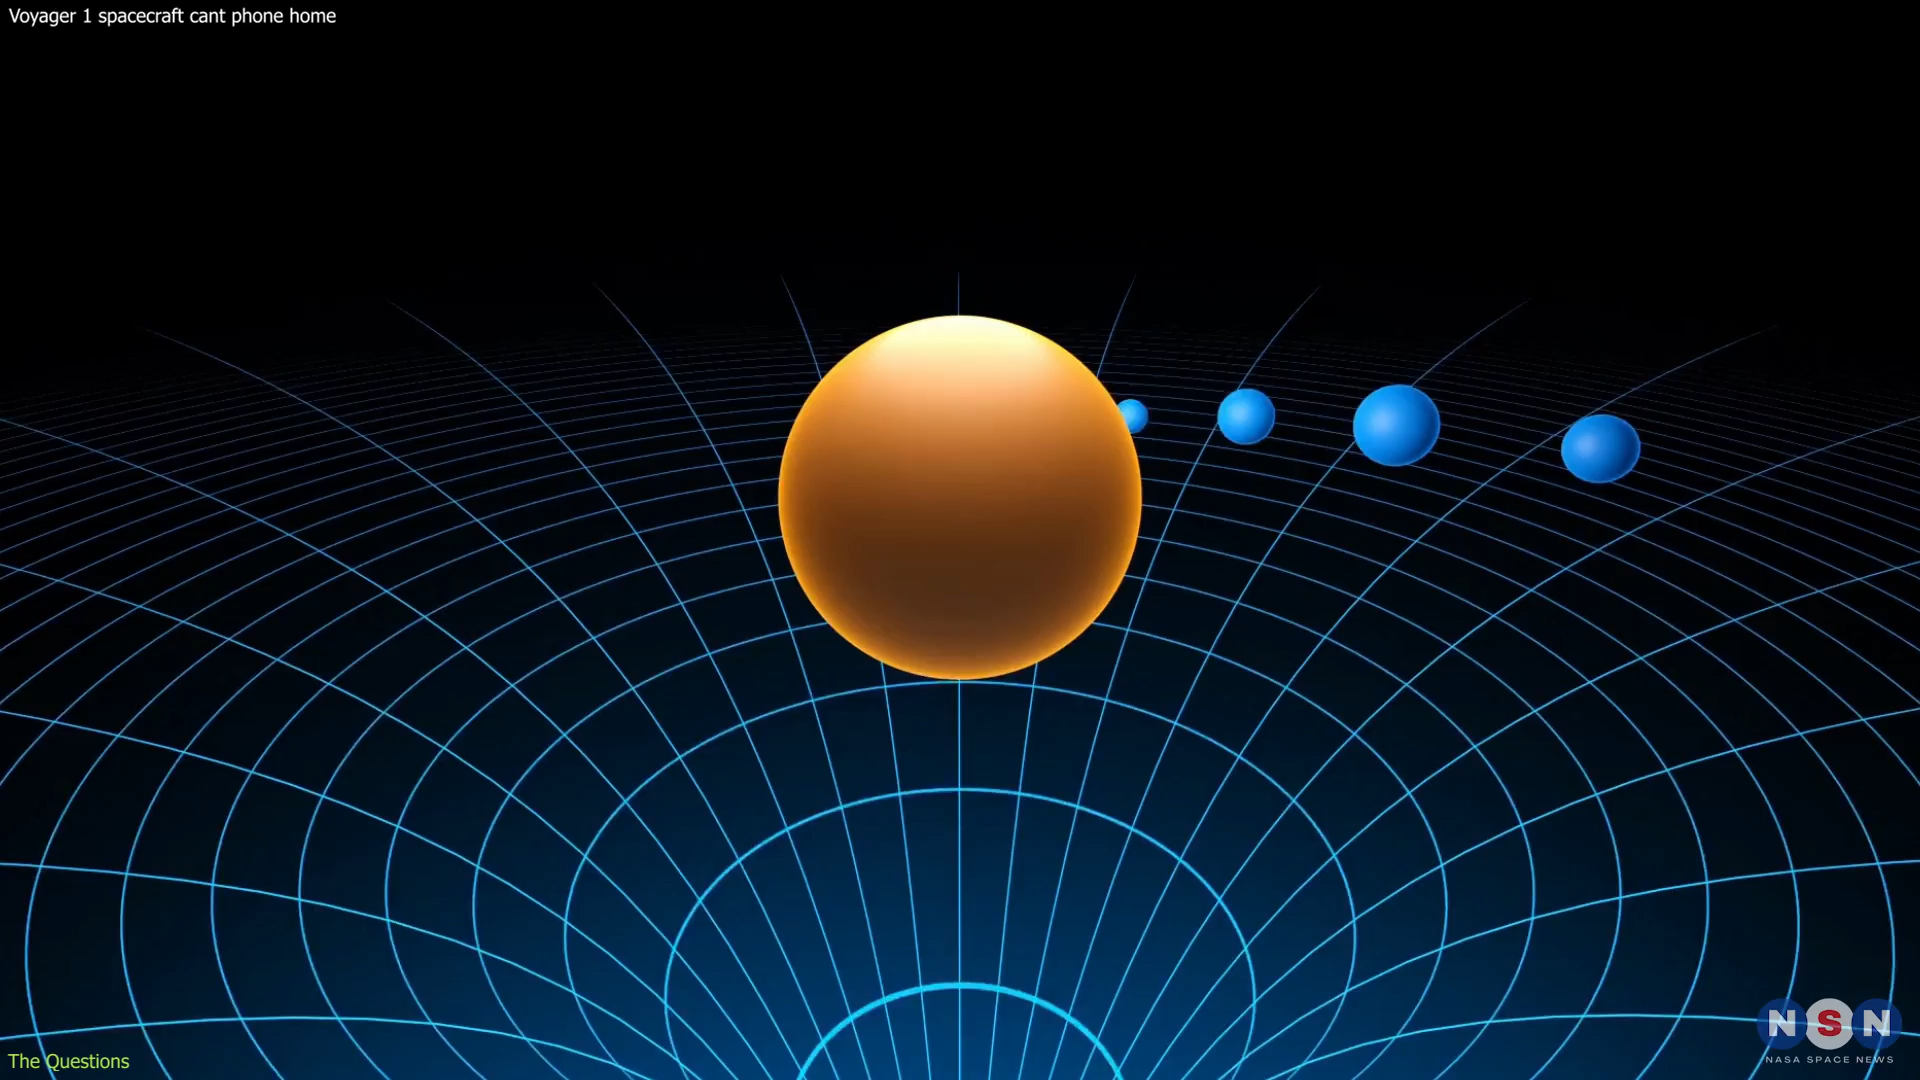 Voyager 1 spacecraft cant phone home
The Questions
NSN
NASA SPACE NEWS